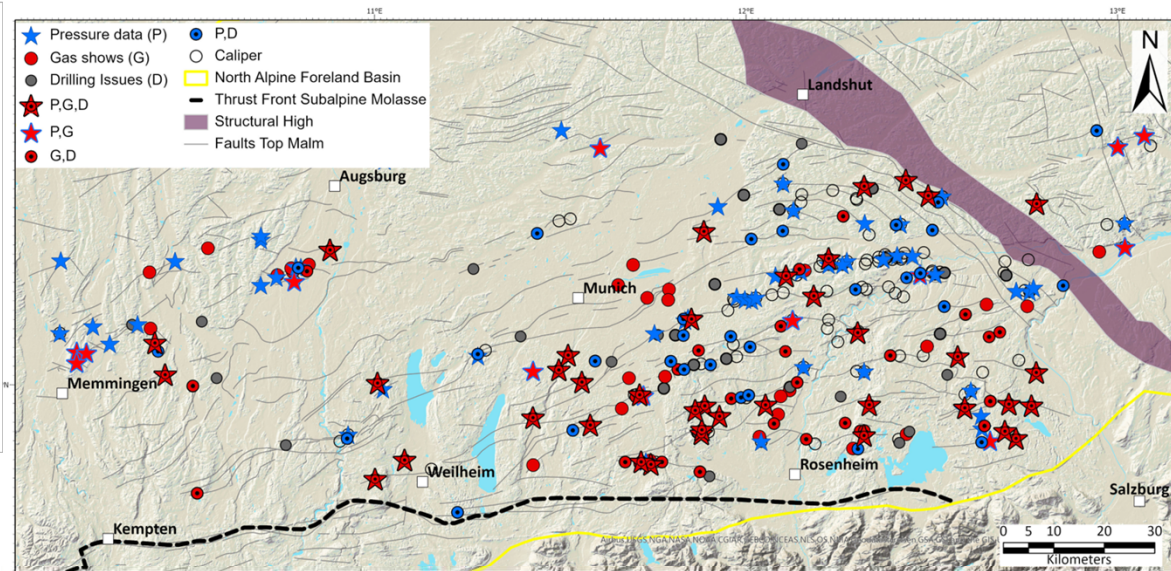 11°E
12°E
13°E
Pressure data (P)
Gas shows (G)
Drilling Issues (D)
P,G,D
P,G
G,D
P,D
Caliper
North Alpine Foreland Basin
Thrust Front Subalpine Molasse
Structural High
Faults Top Malm
N
Landshut
Augsburg
Munich
N
Memmingen
Weilheim
Rosenheim
Salzburg
Kempten
0 5 10 20 30
Kilometers